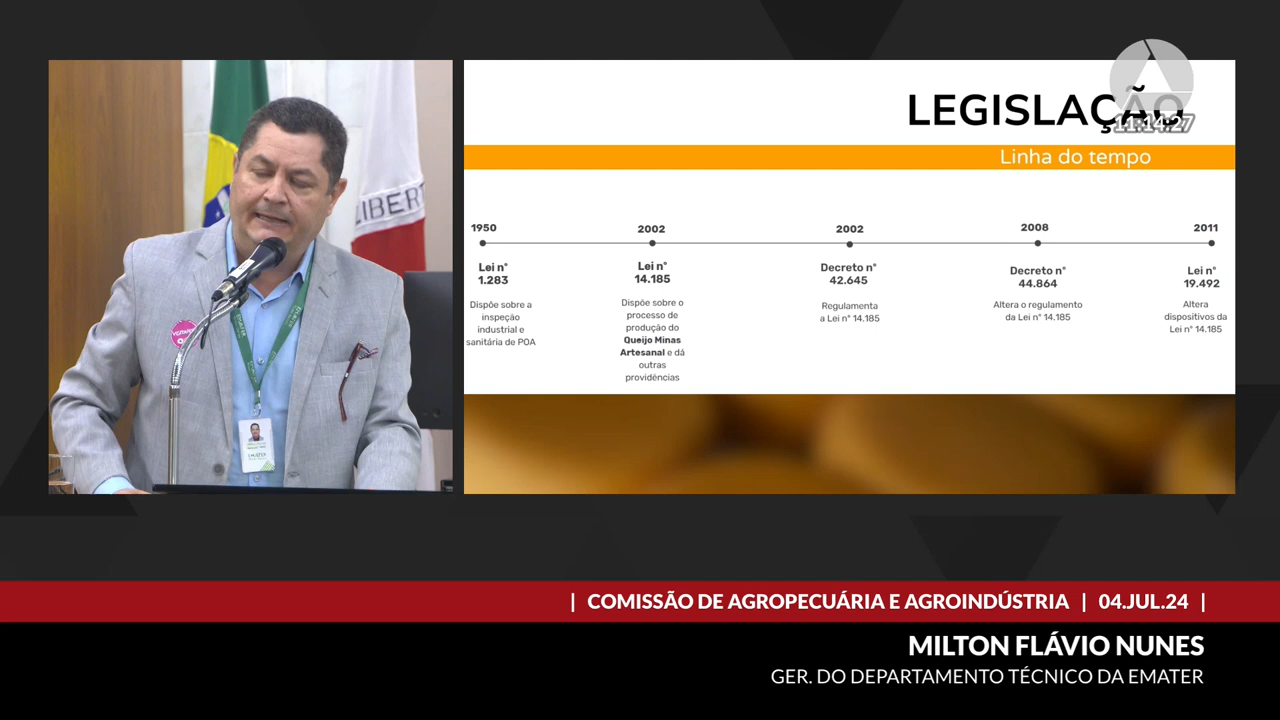 LEGISLAÇÃO
11:14:27
Linha do tempo
1950
Lei nº
1.283
Dispõe sobre a
inspeção
industrial e
sanitária de POA
2002
Lei nº
14.185
Dispõe sobre o
processo de
produção do
Queijo Minas
Artesanal e dá
outras
providências
2002
Decreto nº
42.645
Regulamenta
a Lei nº 14.185
2008
Decreto nº
44.864
Altera o regulamento
da Lei nº 14.185
2011
Lei nº
19.492
Altera
dispositivos da
Lei nº 14.185
LIBERT
| COMISSÃO DE AGROPECUÁRIA E AGROINDÚSTRIA | 04.JUL.24 |
MILTON FLÁVIO NUNES
GER. DO DEPARTAMENTO TÉCNICO DA EMATER